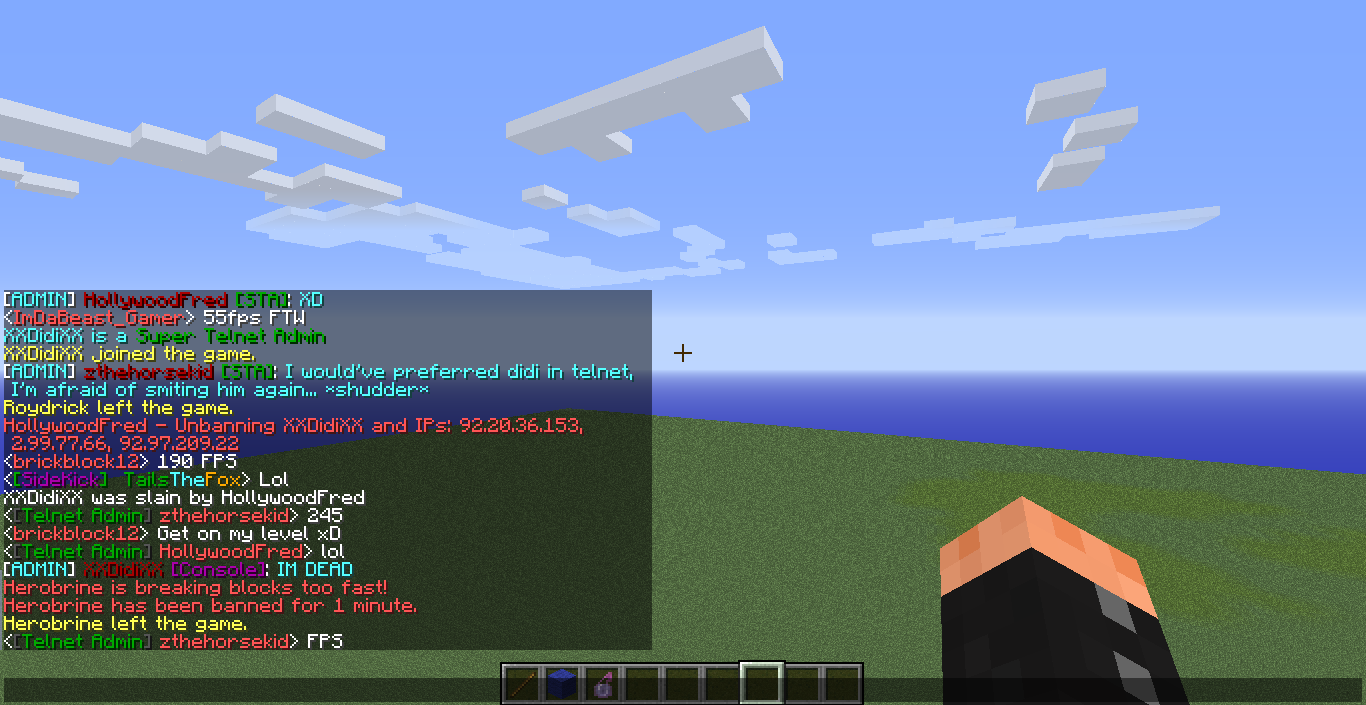 [ADMIN] HollywoodFred [STA]: XD
<ImDaBeast_Gamer> 55fps FTW
XXDidiXX is a Super Telnet Admin
XXDidiXX joined the game.
[ADMIN] zthehorsekid [STA]: I would've preferred didi in telnet,
I'm afraid of smiting him again... *shudder*
Roydrick left the game.
HollywoodFred - Unbanning XXDidiXX and IPs: 92.20.36.153,
2.99.77.66, 92.97.209.22
<brickblock12> 190 FPS
<[SideKick] TailsTheFox> Lol
XXDidiXX was slain by HollywoodFred
<[Telnet Admin] zthehorsekid> 245
<brickblock12> Get on my level xD
<[Telnet Admin] HollywoodFred> lol
[ADMIN] XXDidiXX [Console]: IM DEAD
Herobrine is breaking blocks too fast!
Herobrine has been banned for 1 minute.
Herobrine left the game.
<[Telnet Admin] zthehorsekid> FPS